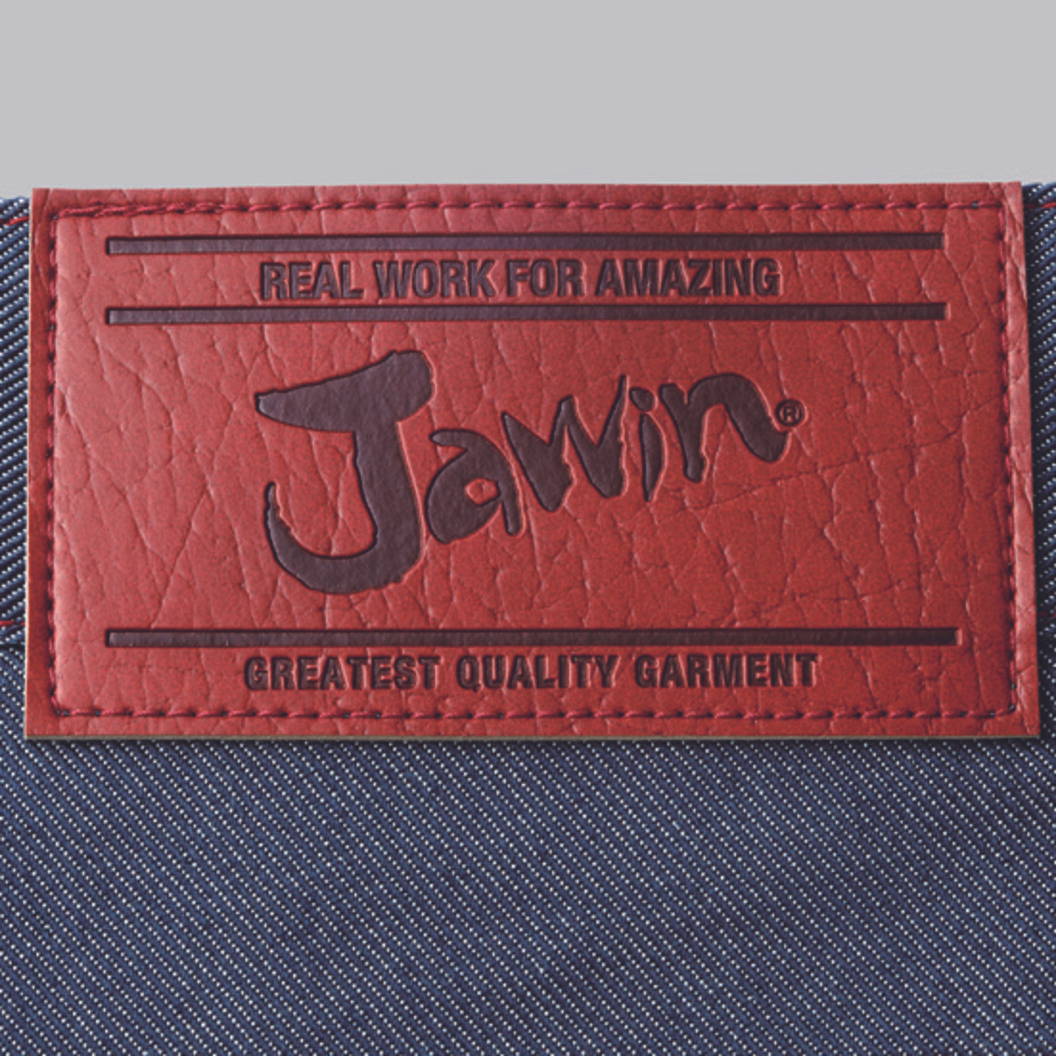 REAL WORK FOR AMAZING
Jawin®
GREATEST QUALITY GARMENT